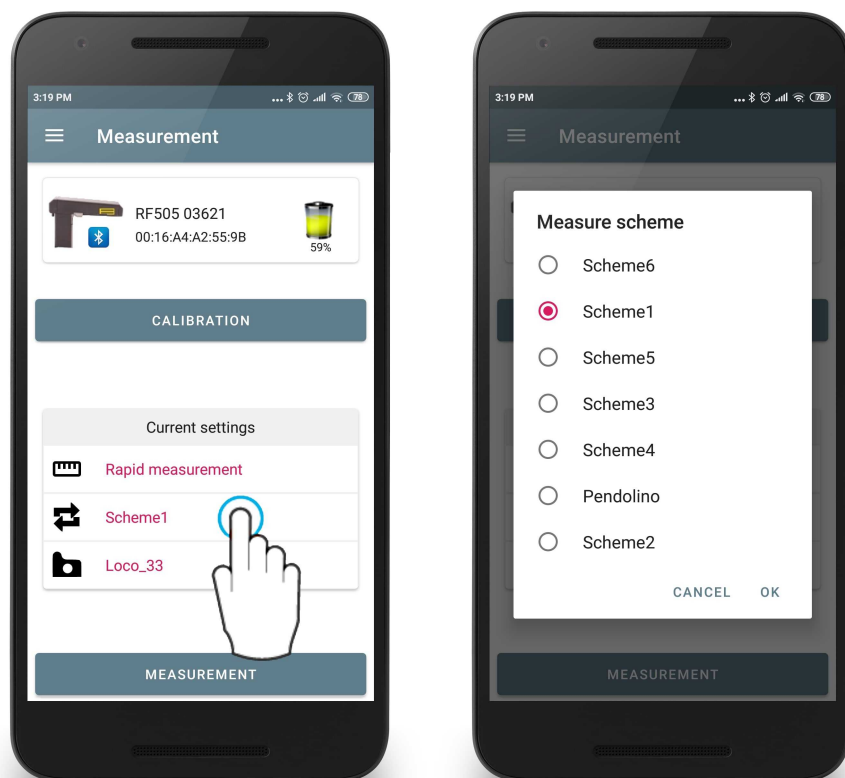 3:19 PM
78
Measurement
RF505 03621
00:16:A4:A2:55:9B
59%
CALIBRATION
Current settings
Rapid measurement
Scheme1
Loco_33
MEASUREMENT
3:19 PM
78
Measurement
Measure scheme
Scheme6
Scheme1
Scheme5
Scheme3
Scheme4
Pendolino
Scheme2
CANCEL OK
MEASUREMENT